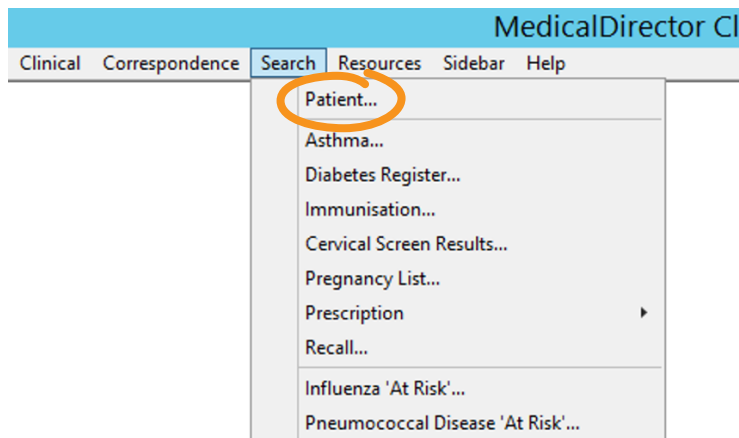 MedicalDirector Cl
Clinical Correspondence Search Resources Sidebar Help
Patient...
Asthma...
Diabetes Register...
Immunisation...
Cervical Screen Results...
Pregnancy List...
Prescription
Recall...
Influenza 'At Risk'...
Pneumococcal Disease 'At Risk'...